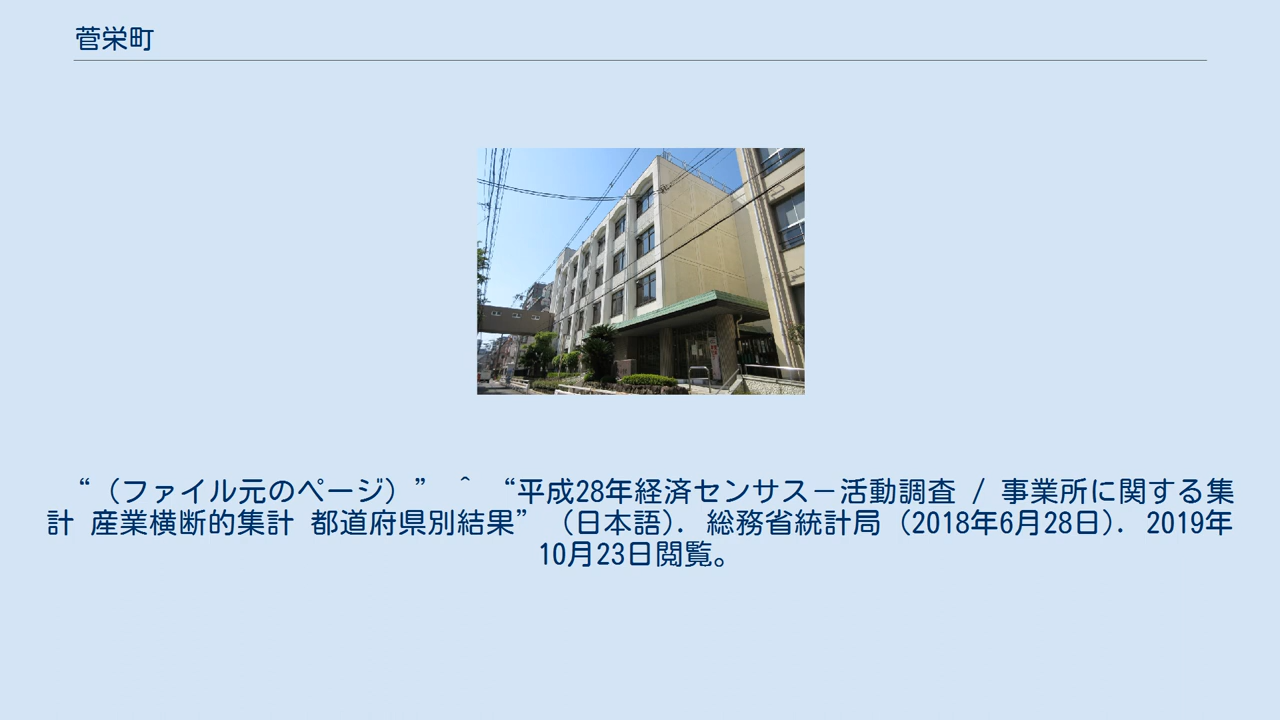 菅栄町
“（ファイル元のページ）” ^ “平成28年経済センサス－活動調査 / 事業所に関する集
計 産業横断的集計 都道府県別結果” （日本語）. 総務省統計局 (2018年6月28日). 2019年
10月23日閲覧。